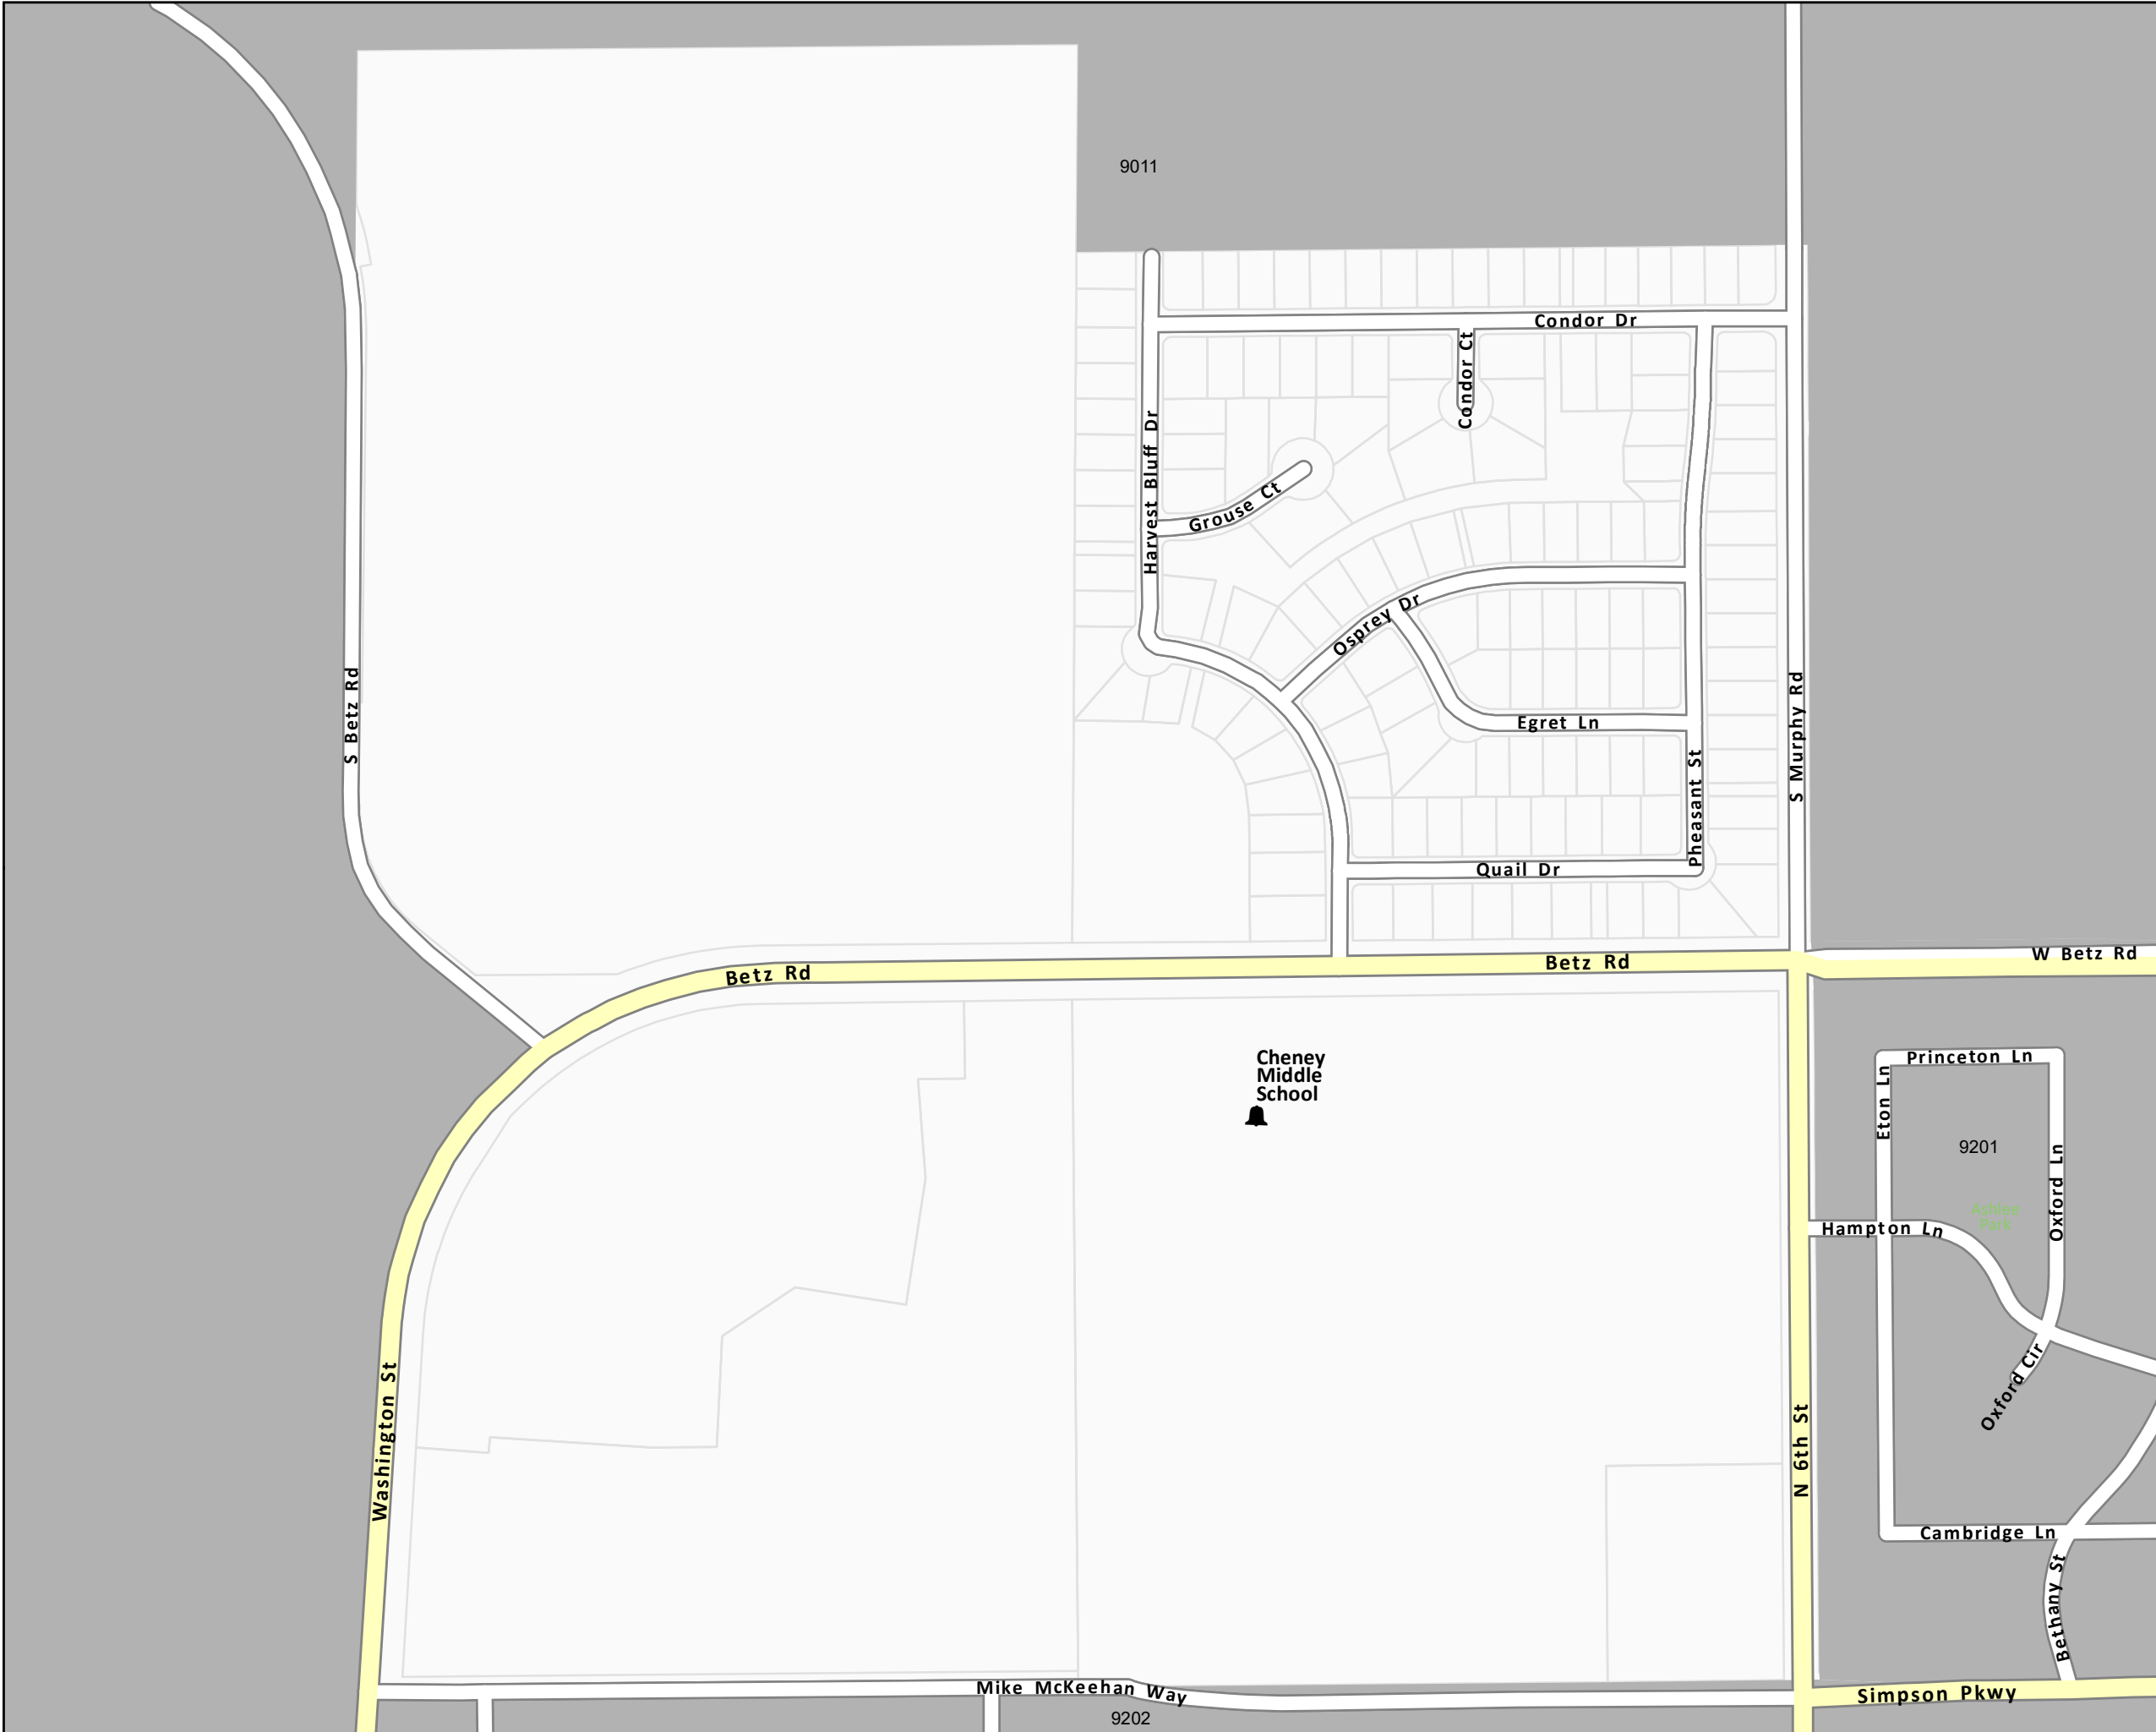 9011
Condor Dr
Condor Ct
Harvest Bluff Dr
Grouse Ct
Osprey Dr
S Betz Rd
Egret Ln
S Murphy Rd
Pheasant St
Quail Dr
W Betz Rd
Betz Rd
Betz Rd
Cheney
Middle
School
Princeton Ln
Eton Ln
9201
Oxford Ln
Ashlee
Park
Hampton Ln
Oxford Cir
Washington St
N 6th St
Cambridge Ln
Bethany St
Mike McKeehan Way
Simpson Pkwy
9202